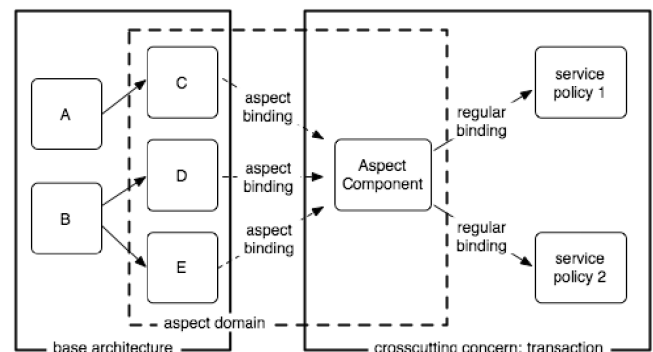 A
B
C
D
E
aspect
binding
aspect
binding
aspect
binding
Aspect
Component
regular
binding
regular
binding
service
policy 1
service
policy 2
aspect domain
base architecture
crosscutting concern: transaction